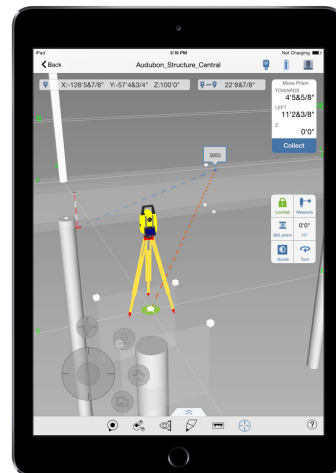 iPad 3:16 PM Not Charging
Back Audubon_Structure_Central
X:-128'5&7/8" Y:-57'4&3/4" Z:100'0" 22'8&7/8"
Move Prism
TOWARDS
4'5&5/8"
LEFT
11'2&3/8"
Z
0'0"
Collect
3053
Locked Measure
0'0"
360 prism HT
Guide Turn